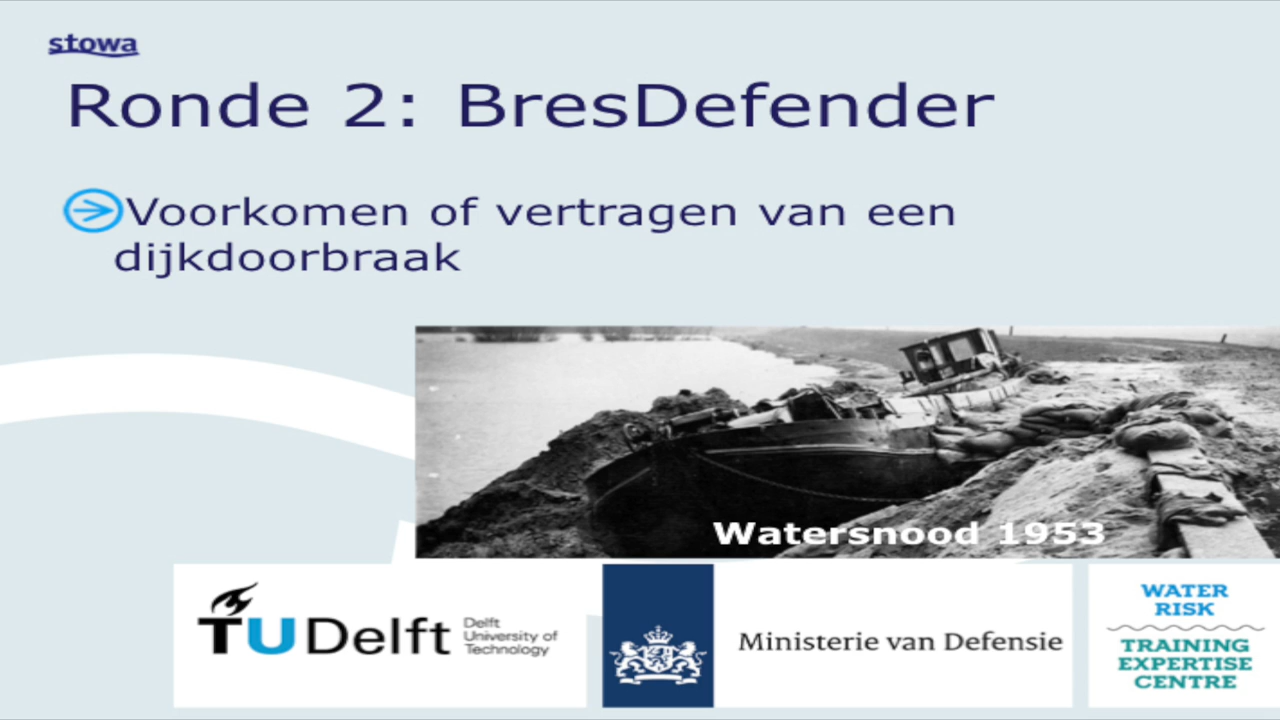 stowa
Ronde 2: BresDefender
Voorkomen of vertragen van een
dijkdoorbraak
Watersnood 1953
TU Delft
Delft
University of
Technology
Ministerie van Defensie
WATER
RISK
TRAINING
EXPERTISE
CENTRE